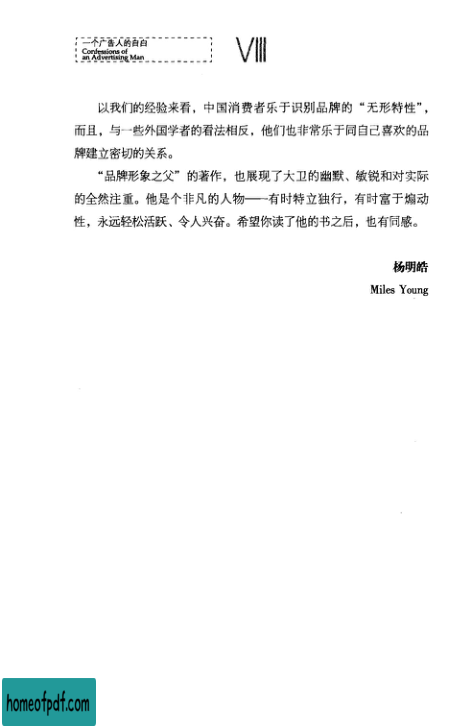 一个广告人的自白
Confessions of
an Advertising Man
VIII
以我们的经验来看，中国消费者乐于识别品牌的“无形特性”，
而且，与一些外国学者的看法相反，他们也非常乐于同自己喜欢的品
牌建立密切的关系。
“品牌形象之父”的著作，也展现了大卫的幽默、敏锐和对实际
的全然注重。他是个非凡的人物——有时特立独行，有时富于煽动
性，永远轻松活跃、令人兴奋。希望你读了他的书之后，也有同感。
杨明皓
Miles Young
homeofpdf.com